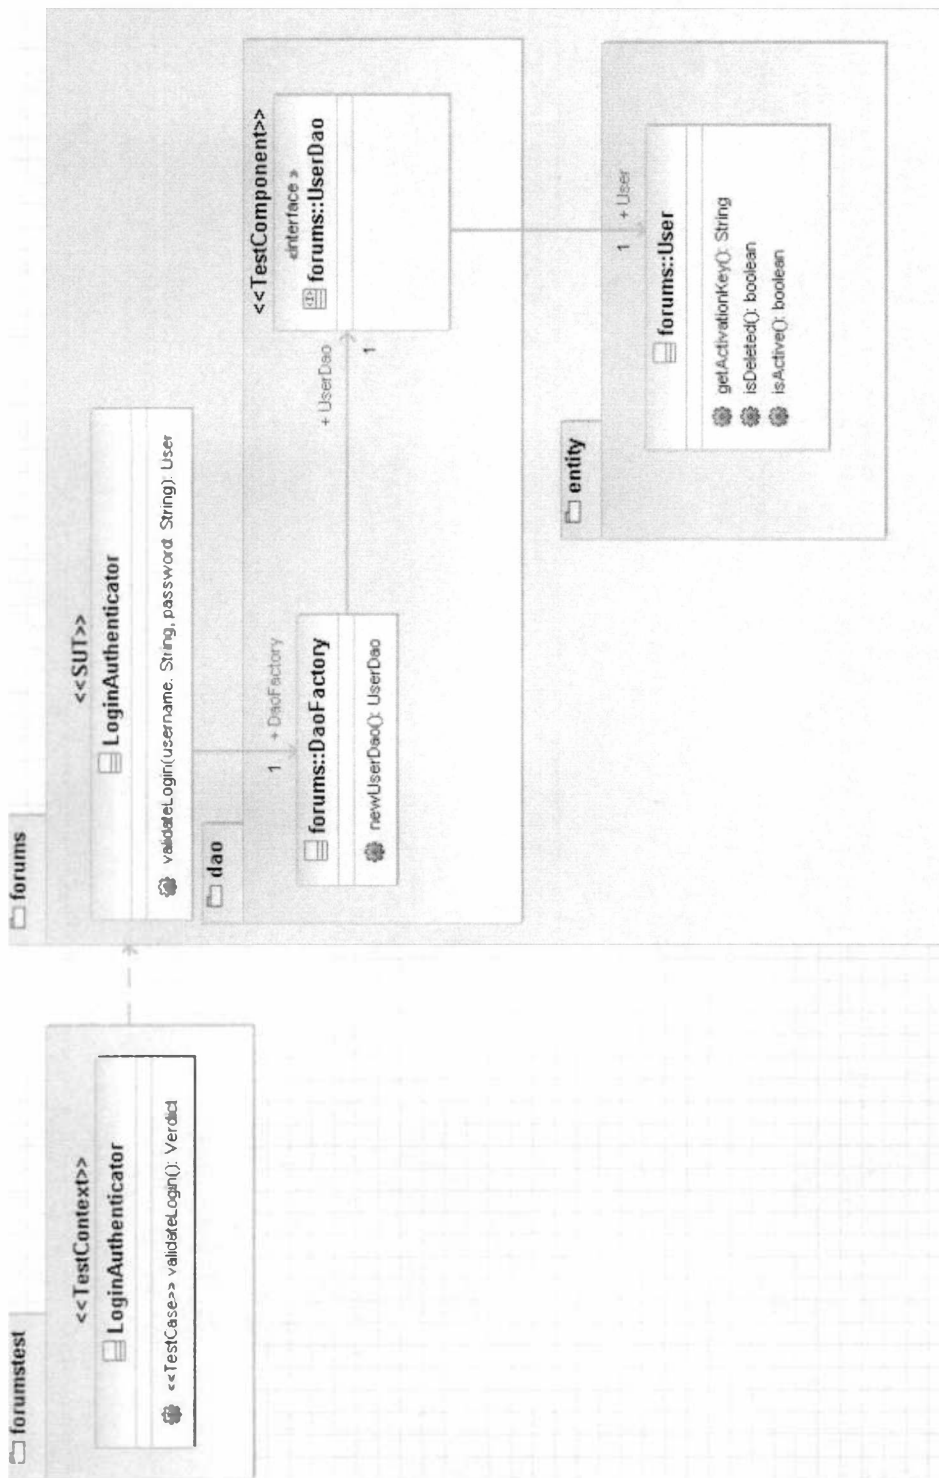 forumstest
<<TestContext>>
LoginAuthenticator
<<TestCase>> validateLogin(): Verdict
forums
<<SUT>>
LoginAuthenticator
validateLogin(username: String, password: String): User
1 + DaoFactory
dao
forums::DaoFactory
newUserDao(): UserDao
+ UserDao
1
<<TestComponent>>
«interface »
forums::UserDao
1 + User
entity
forums::User
getActivationKey(): String
isDeleted(): boolean
isActive(): boolean